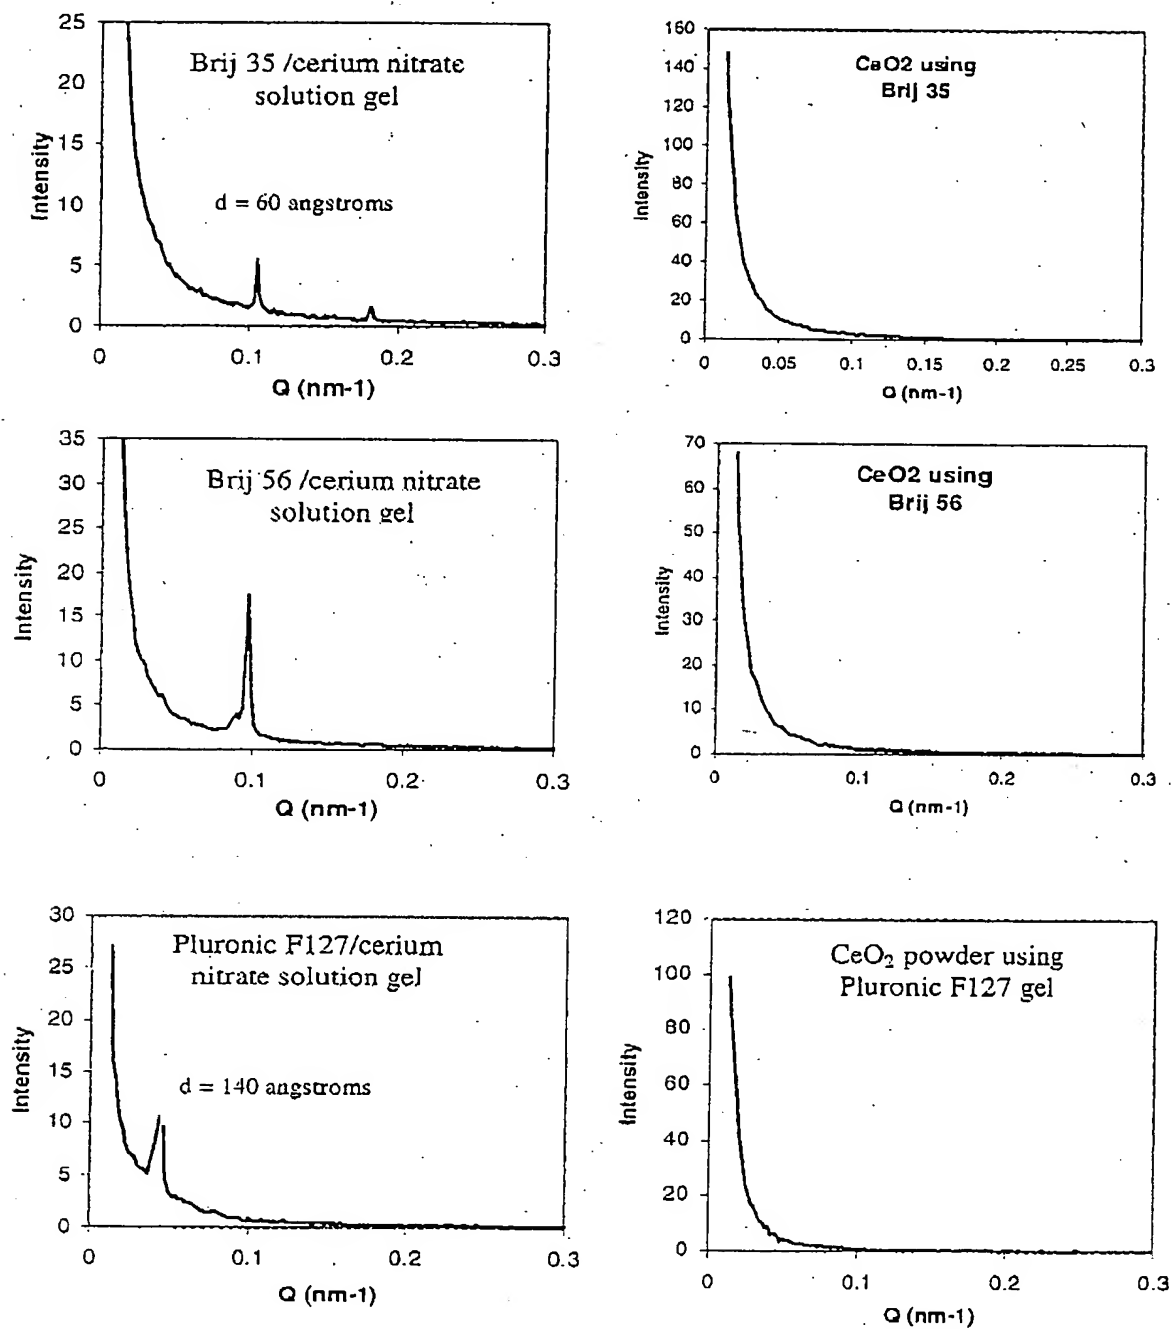 25
20
15
10
5
0
Intensity
Brij 35 /cerium nitrate
solution gel
d = 60 angstroms
0 0.1 0.2 0.3
Q (nm-1)
160
140
120
100
80
60
40
20
0
Intensity
CaO2 using
Brij 35
0 0.05 0.1 0.15 0.2 0.25 0.3
Q (nm-1)
35
30
25
20
15
10
5
0
Intensity
Brij 56 /cerium nitrate
solution gel
0 0.1 0.2 0.3
Q (nm-1)
70
60
50
40
30
20
10
0
Intensity
CeO2 using
Brij 56
0 0.1 0.2 0.3
Q (nm-1)
30
25
20
15
10
5
0
Intensity
Pluronic F127/cerium
nitrate solution gel
d = 140 angstroms
0 0.1 0.2 0.3
Q (nm-1)
120
100
80
60
40
20
0
Intensity
CeO₂ powder using
Pluronic F127 gel
0 0.1 0.2 0.3
Q (nm-1)